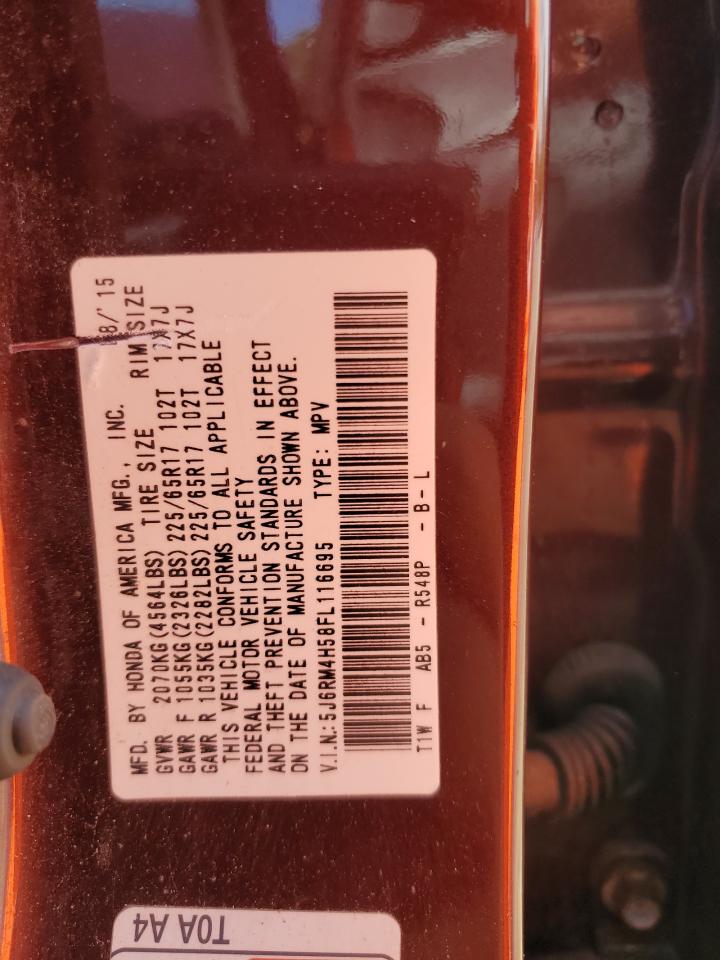 MFD. BY HONDA OF AMERICA MFG., INC. 8/'15
GVWR 2070KG(4564LBS) TIRE SIZE RIM SIZE
GAWR F 1055KG(2326LBS) 225/65R17 102T 17X7J
GAWR R 1035KG(2282LBS) 225/65R17 102T 17X7J
THIS VEHICLE CONFORMS TO ALL APPLICABLE
FEDERAL MOTOR VEHICLE SAFETY
AND THEFT PREVENTION STANDARDS IN EFFECT
ON THE DATE OF MANUFACTURE SHOWN ABOVE.
V.I.N.: 5J6RM4H58FL116695 TYPE: MPV
T1W F AB5 - R548P - B - L
T0A A4